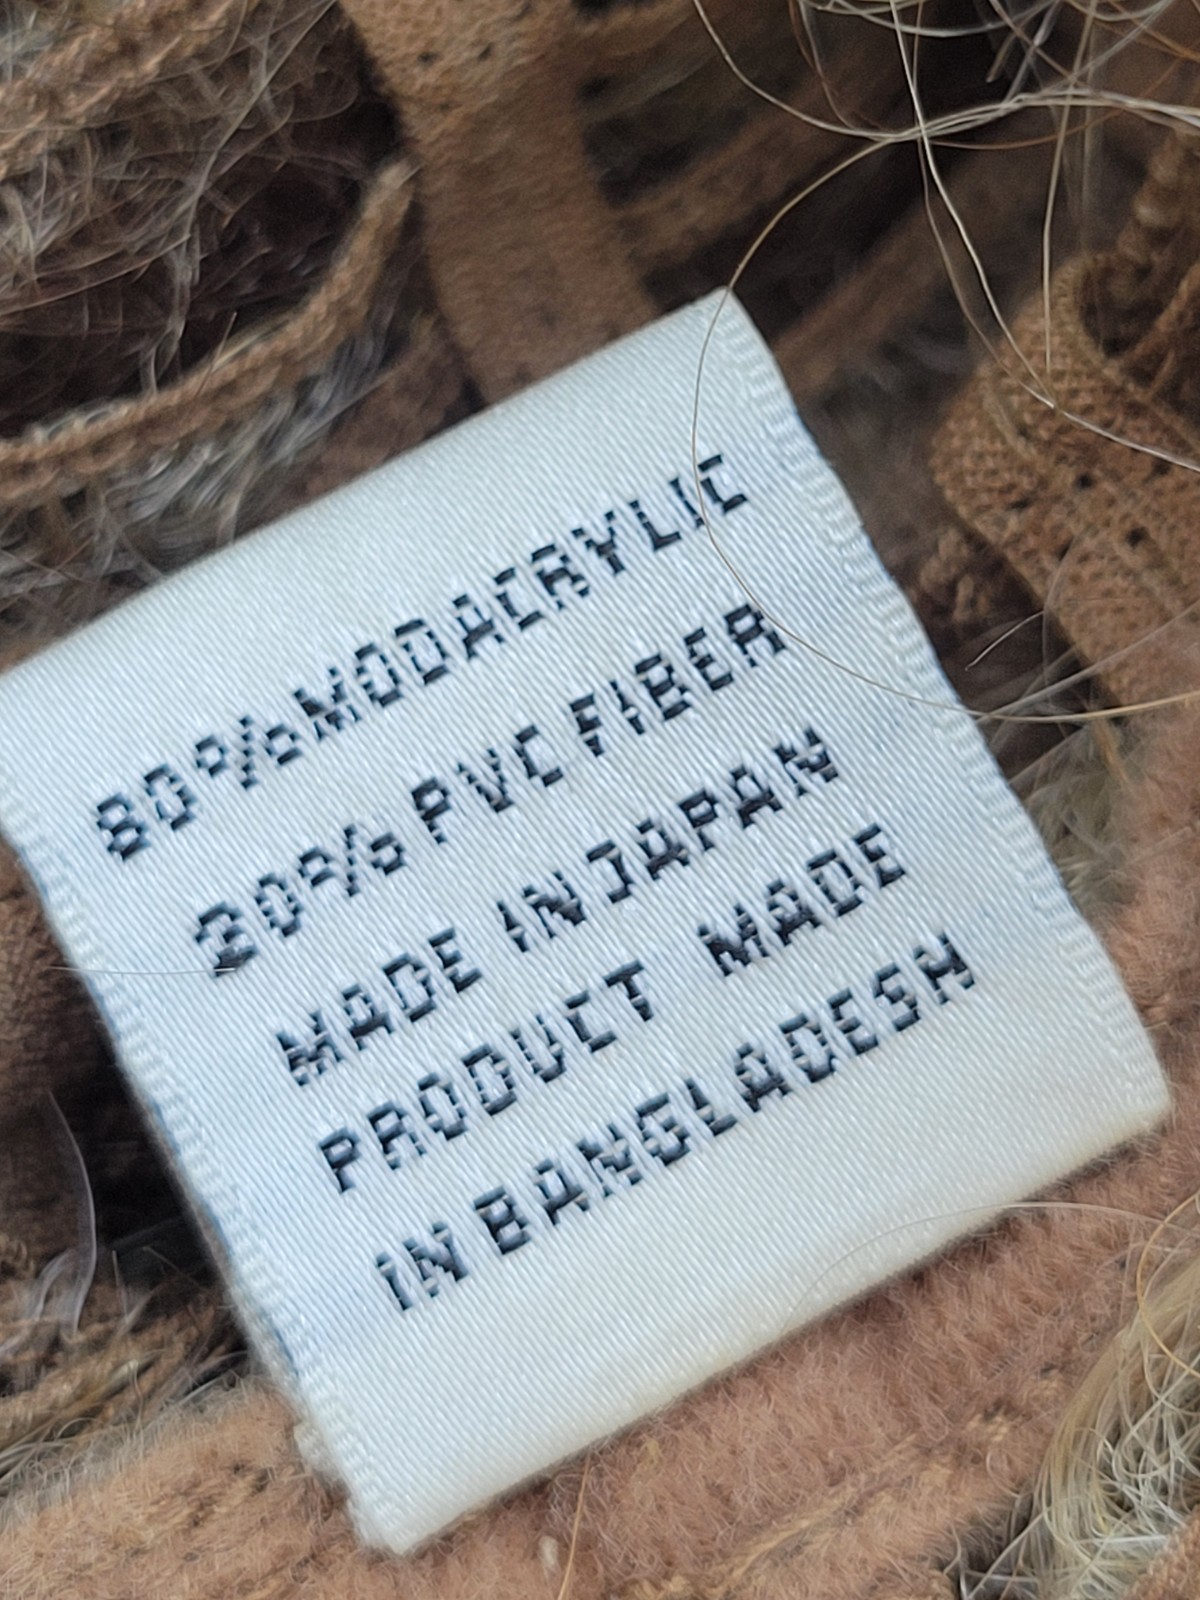 80%MODACRYLIC
20% PVC FIBER
MADE IN JAPAN
PRODUCT MADE
IN BANGLADESH